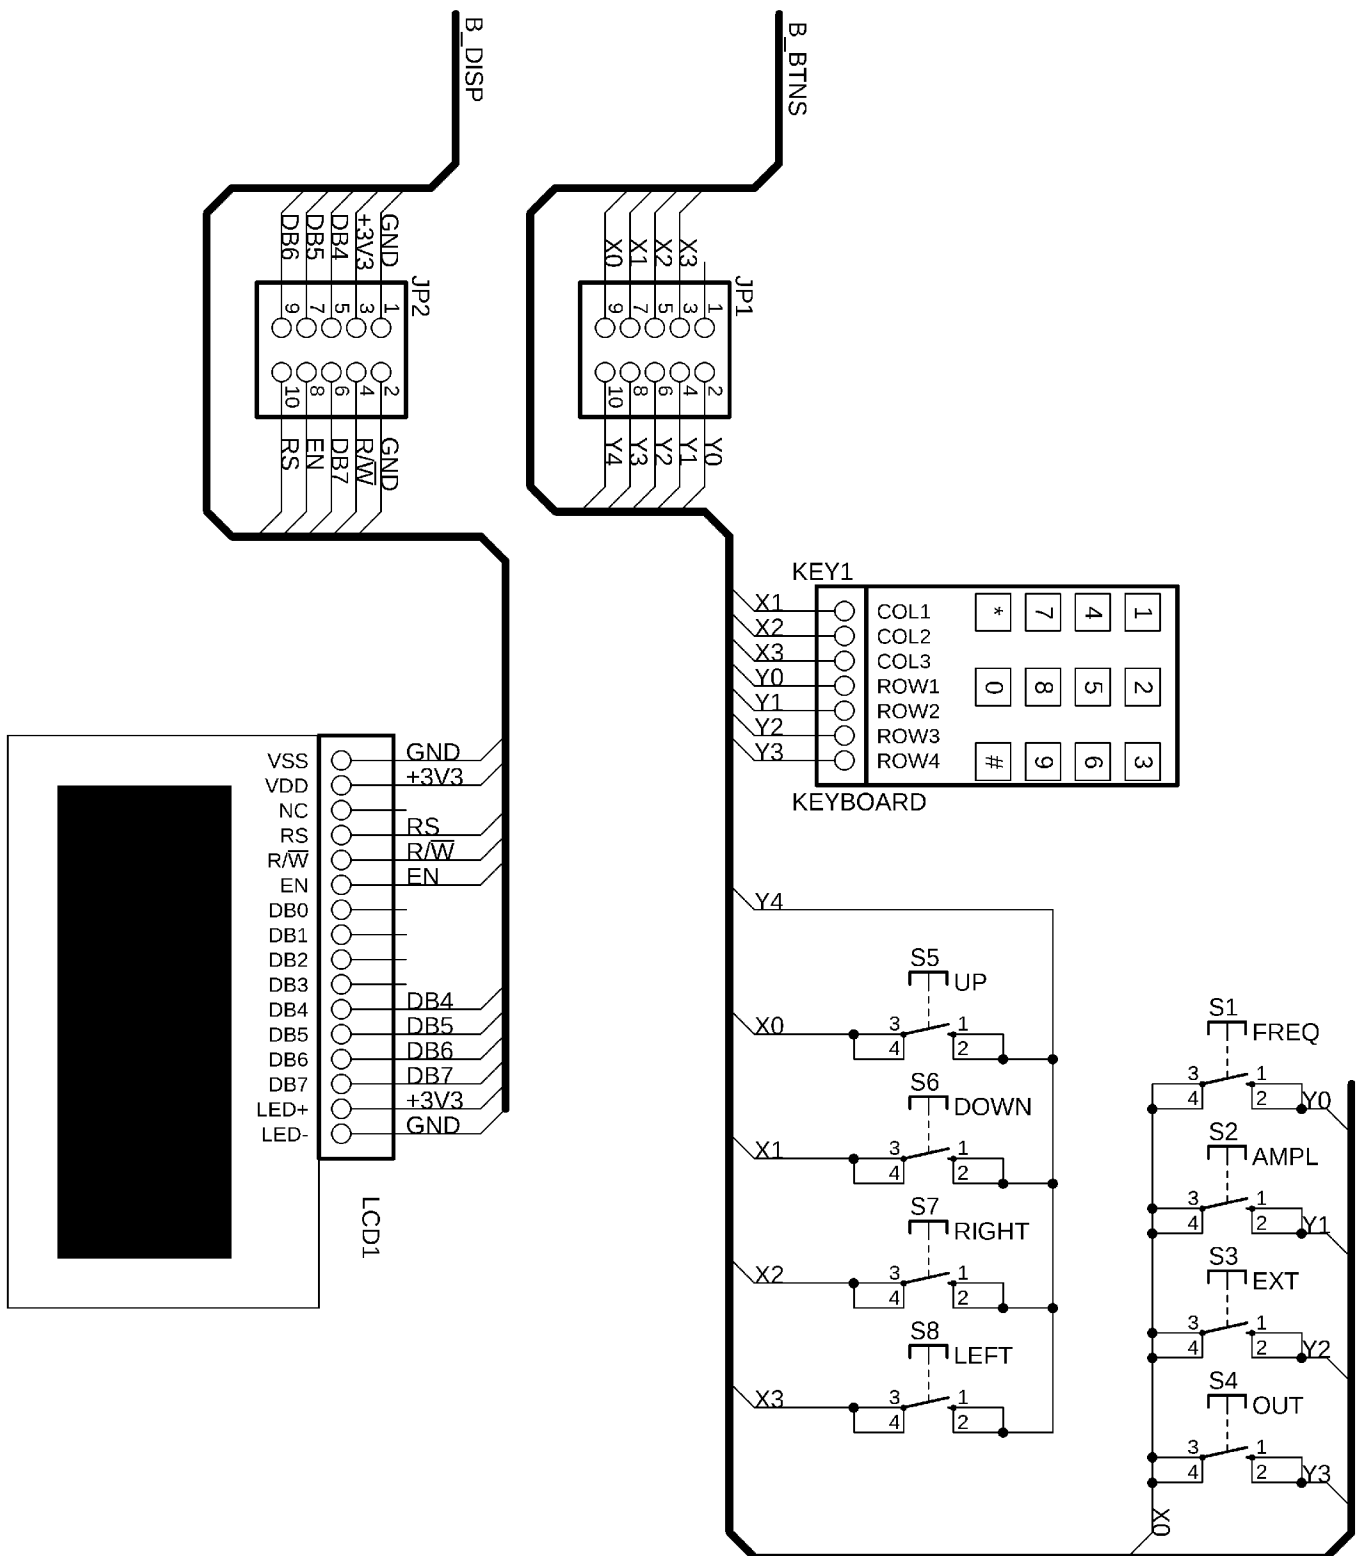 B_DISP
B_BTNS
DB6
DB5
DB4
+3V3
GND
X0
X1
X2
X3
JP2
JP1
9
7
5
3
1
9
7
5
3
1
10
8
6
4
2
10
8
6
4
2
RS
EN
DB7
R/W̅
GND
Y4
Y3
Y2
Y1
Y0
KEY1
X1
COL1
X2
COL2
X3
COL3
Y0
ROW1
Y1
ROW2
Y2
ROW3
Y3
ROW4
* 7 4 1
0 8 5 2
# 9 6 3
KEYBOARD
VSS GND
VDD +3V3
NC
RS RS
R/W̅ R/W̅
EN EN
DB0
DB1
DB2
DB3
DB4 DB4
DB5 DB5
DB6 DB6
DB7 DB7
LED+ +3V3
LED- GND
LCD1
Y4
S5
UP
X0
3 1
4 2
S6
DOWN
X1
3 1
4 2
S7
RIGHT
X2
3 1
4 2
S8
LEFT
X3
3 1
4 2
S1
FREQ
3 1
4 2
Y0
S2
AMPL
3 1
4 2
Y1
S3
EXT
3 1
4 2
Y2
S4
OUT
3 1
4 2
Y3
X0